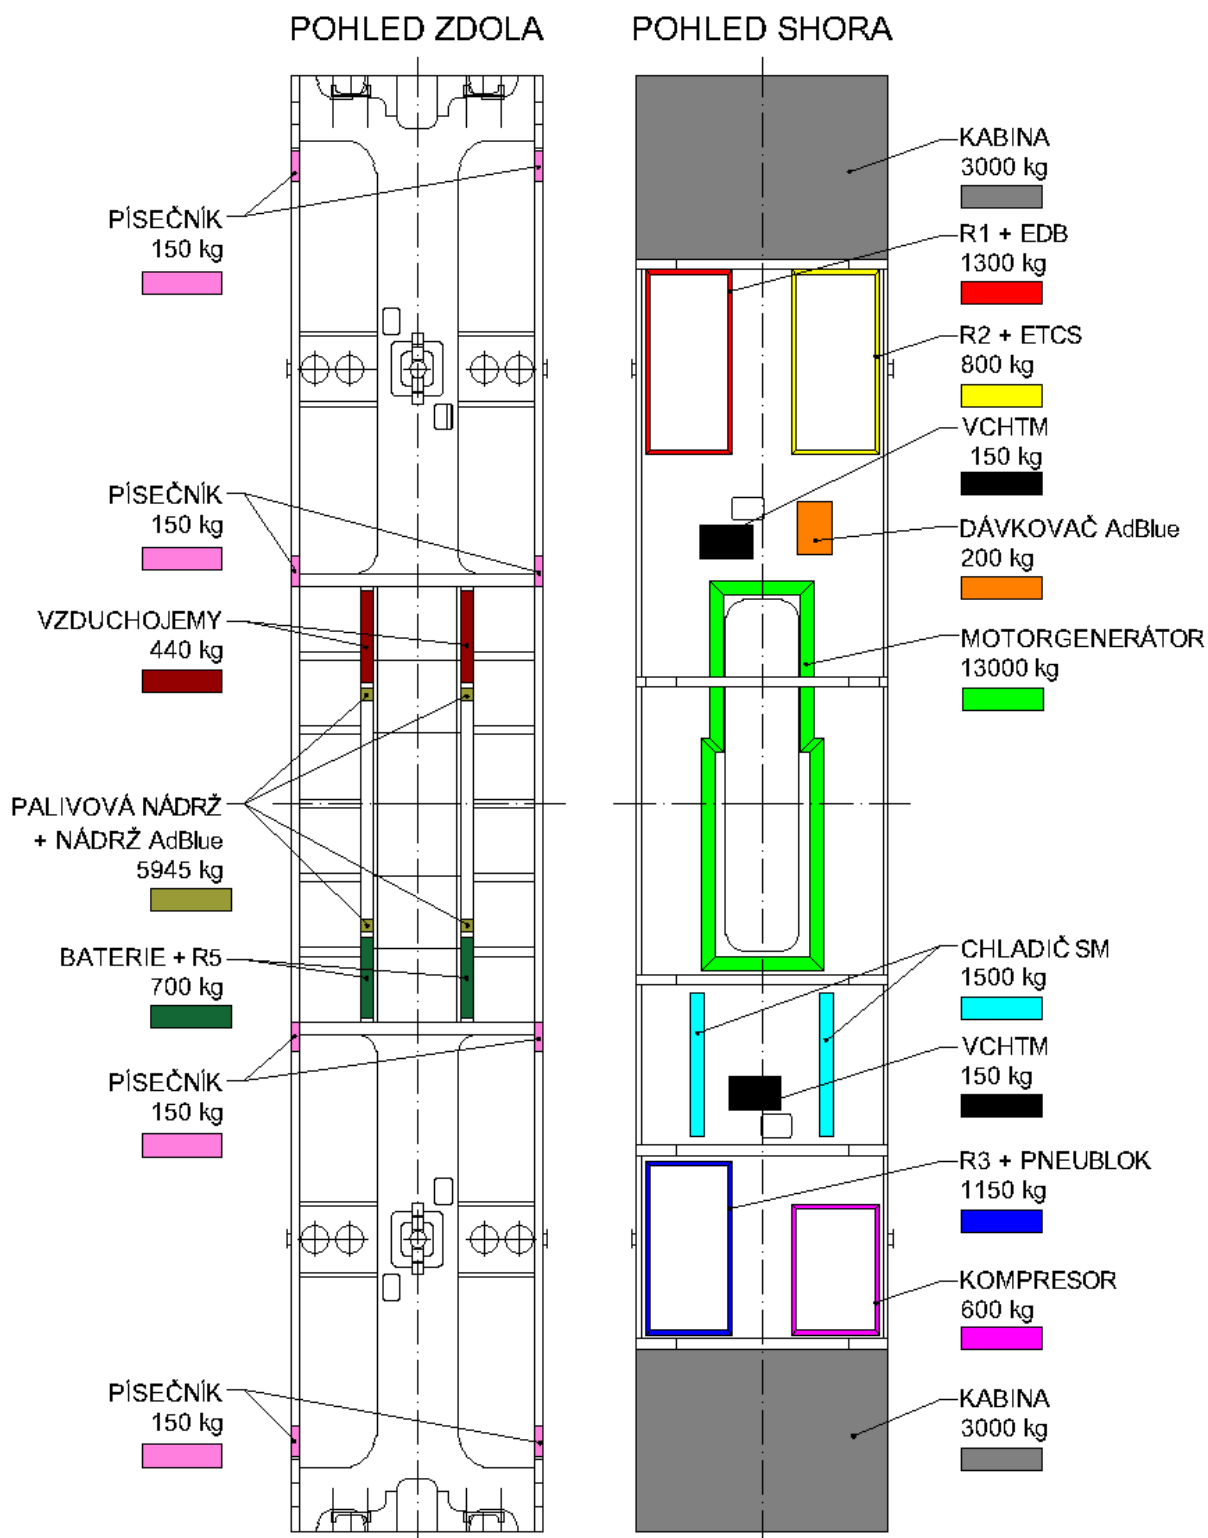 POHLED ZDOLA
PÍSEČNÍK
150 kg
PÍSEČNÍK
150 kg
VZDUCHOJEMY
440 kg
PALIVOVÁ NÁDRŽ
+ NÁDRŽ AdBlue
5945 kg
BATERIE + R5
700 kg
PÍSEČNÍK
150 kg
PÍSEČNÍK
150 kg
POHLED SHORA
KABINA
3000 kg
R1 + EDB
1300 kg
R2 + ETCS
800 kg
VCHTM
150 kg
DÁVKOVAČ AdBlue
200 kg
MOTORGENERÁTOR
13000 kg
CHLADIČ SM
1500 kg
VCHTM
150 kg
R3 + PNEUBLOK
1150 kg
KOMPRESOR
600 kg
KABINA
3000 kg